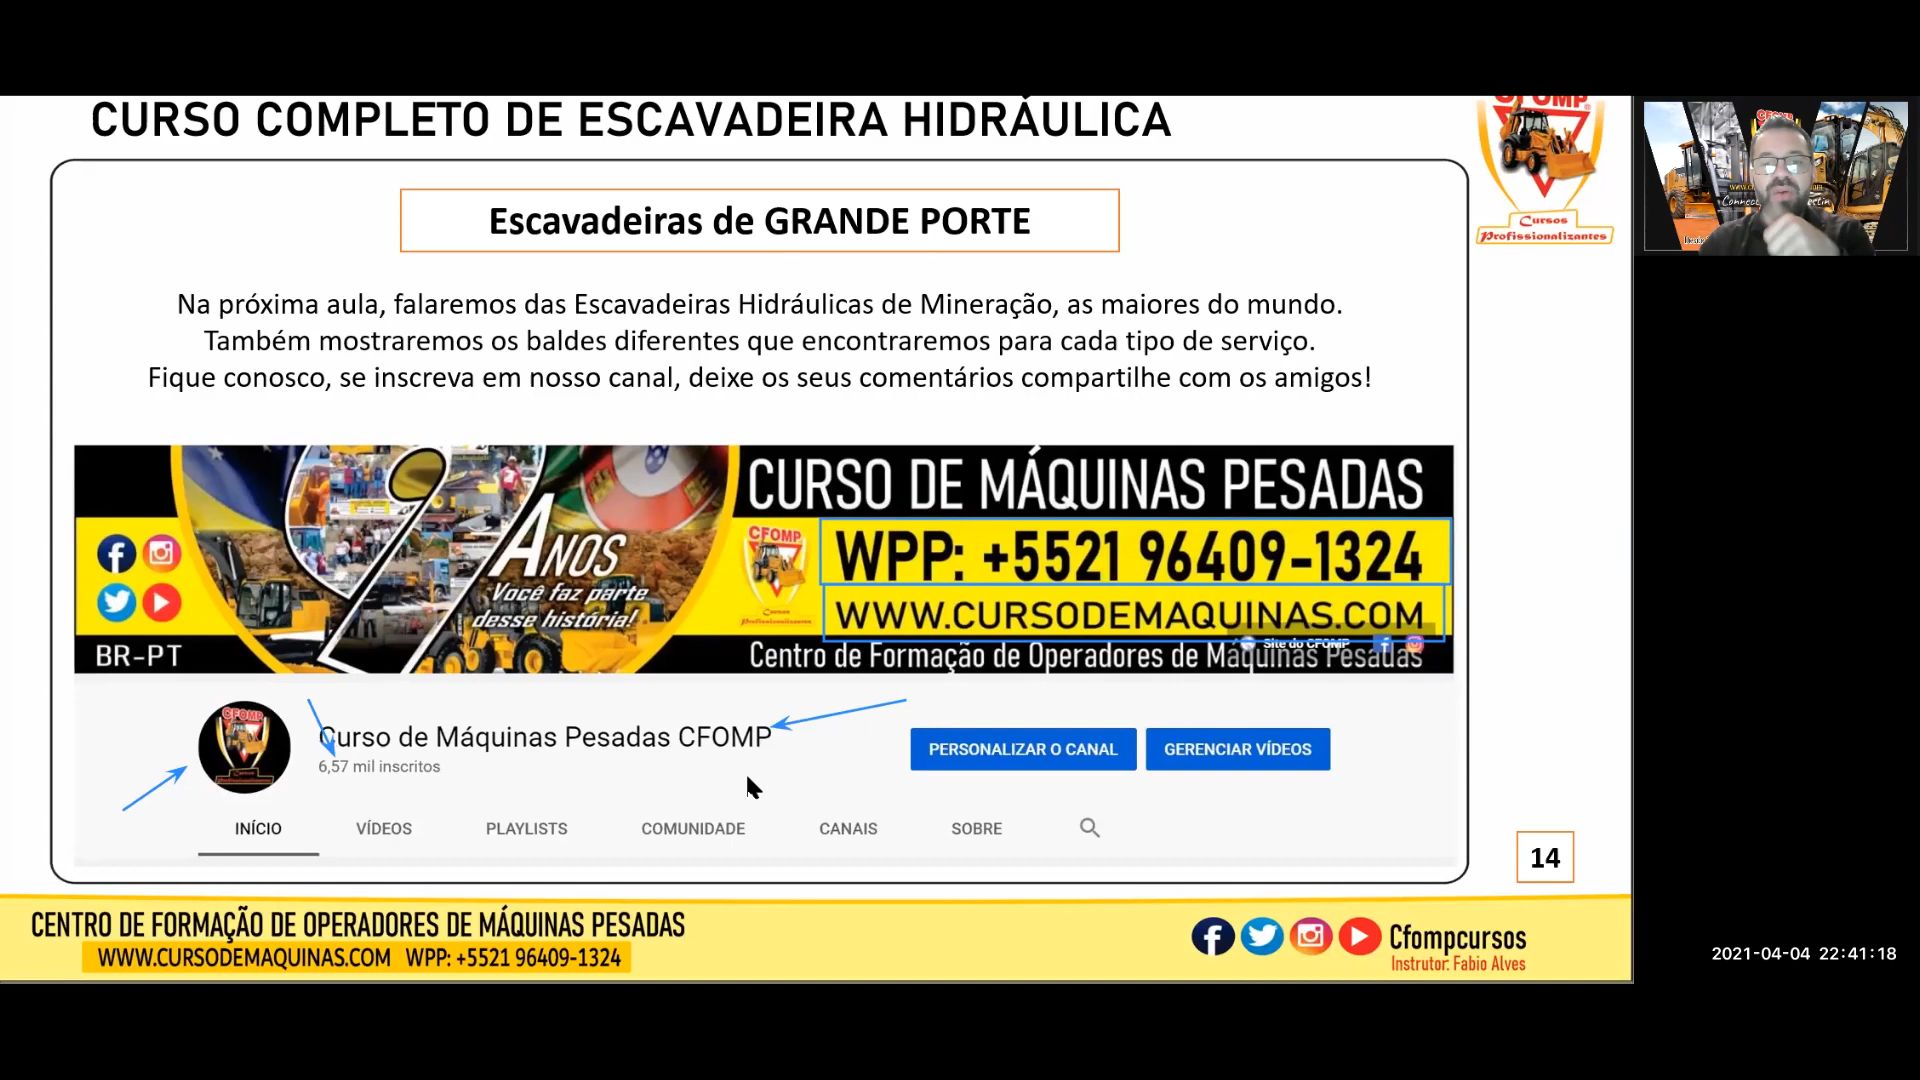 CURSO COMPLETO DE ESCAVADEIRA HIDRÁULICA
CFOMP
Cursos
Profissionalizantes
Escavadeiras de GRANDE PORTE
Na próxima aula, falaremos das Escavadeiras Hidráulicas de Mineração, as maiores do mundo.
Também mostraremos os baldes diferentes que encontraremos para cada tipo de serviço.
Fique conosco, se inscreva em nosso canal, deixe os seus comentários compartilhe com os amigos!
9 ANOS
Você faz parte
desse história!
BR-PT
CURSO DE MÁQUINAS PESADAS
CFOMP
WPP: +5521 96409-1324
WWW.CURSODEMAQUINAS.COM
Site do CFOMP
Centro de Formação de Operadores de Máquinas Pesadas
CFOMP
Curso de Máquinas Pesadas CFOMP
6,57 mil inscritos
PERSONALIZAR O CANAL
GERENCIAR VÍDEOS
INÍCIO VÍDEOS PLAYLISTS COMUNIDADE CANAIS SOBRE
14
CENTRO DE FORMAÇÃO DE OPERADORES DE MÁQUINAS PESADAS
WWW.CURSODEMAQUINAS.COM WPP: +5521 96409-1324
Cfompcursos
Instrutor: Fabio Alves
2021-04-04 22:41:18